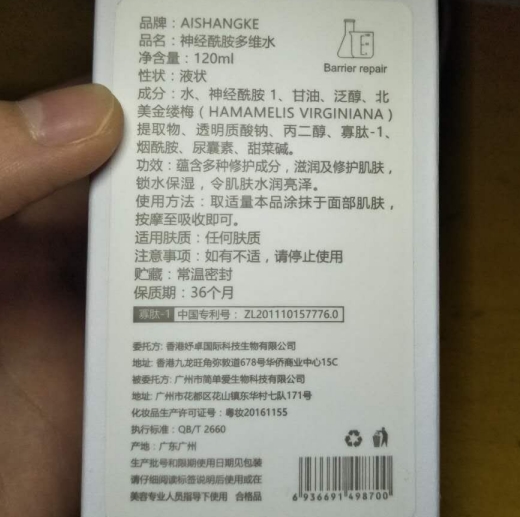 品牌：AISHANGKE
品名：神经酰胺多维水
净含量：120ml
性状：液状
Barrier repair
成分：水、神经酰胺 1、甘油、泛醇、北
美金缕梅（HAMAMELIS VIRGINIANA）
提取物、透明质酸钠、丙二醇、寡肽-1、
烟酰胺、尿囊素、甜菜碱。
功效：蕴含多种修护成分，滋润及修护肌肤，
锁水保湿，令肌肤水润亮泽。
使用方法：取适量本品涂抹于面部肌肤，
按摩至吸收即可。
适用肤质：任何肤质
注意事项：如有不适，请停止使用
贮藏：常温密封
保质期：36个月
寡肽-1 中国专利号： ZL201110157776.0
委托方: 香港妤卓国际科技生物有限公司
地址: 香港九龙旺角弥敦道678号华侨商业中心15C
被委托方: 广州市简单爱生物科技有限公司
地址:广州市花都区花山镇东华村七队171号
化妆品生产许可证号：粤妆20161155
执行标准：QB/T 2660
产地：广东广州
生产批号和限期使用日期见包装
请仔细阅读标签说明后使用或在
美容专业人员指导下使用 合格品
6 936691 498700